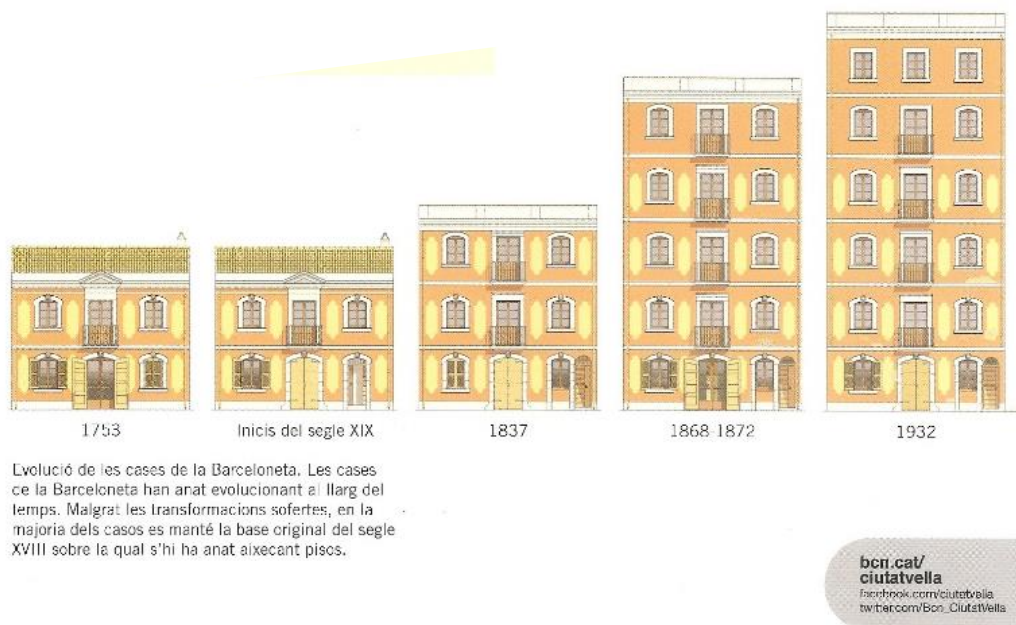 1753
Inicis del segle XIX
1837
1868-1872
1932
Evolució de les cases de la Barceloneta. Les cases
de la Barceloneta han anat evolucionant al llarg del
temps. Malgrat les transformacions sofertes, en la
majoria dels casos es manté la base original del segle
XVIII sobre la qual s'hi ha anat aixecant pisos.
bcn.cat/
ciutatvella
facebook.com/ciutatvella
twitter.com/Bcn_CiutatVella